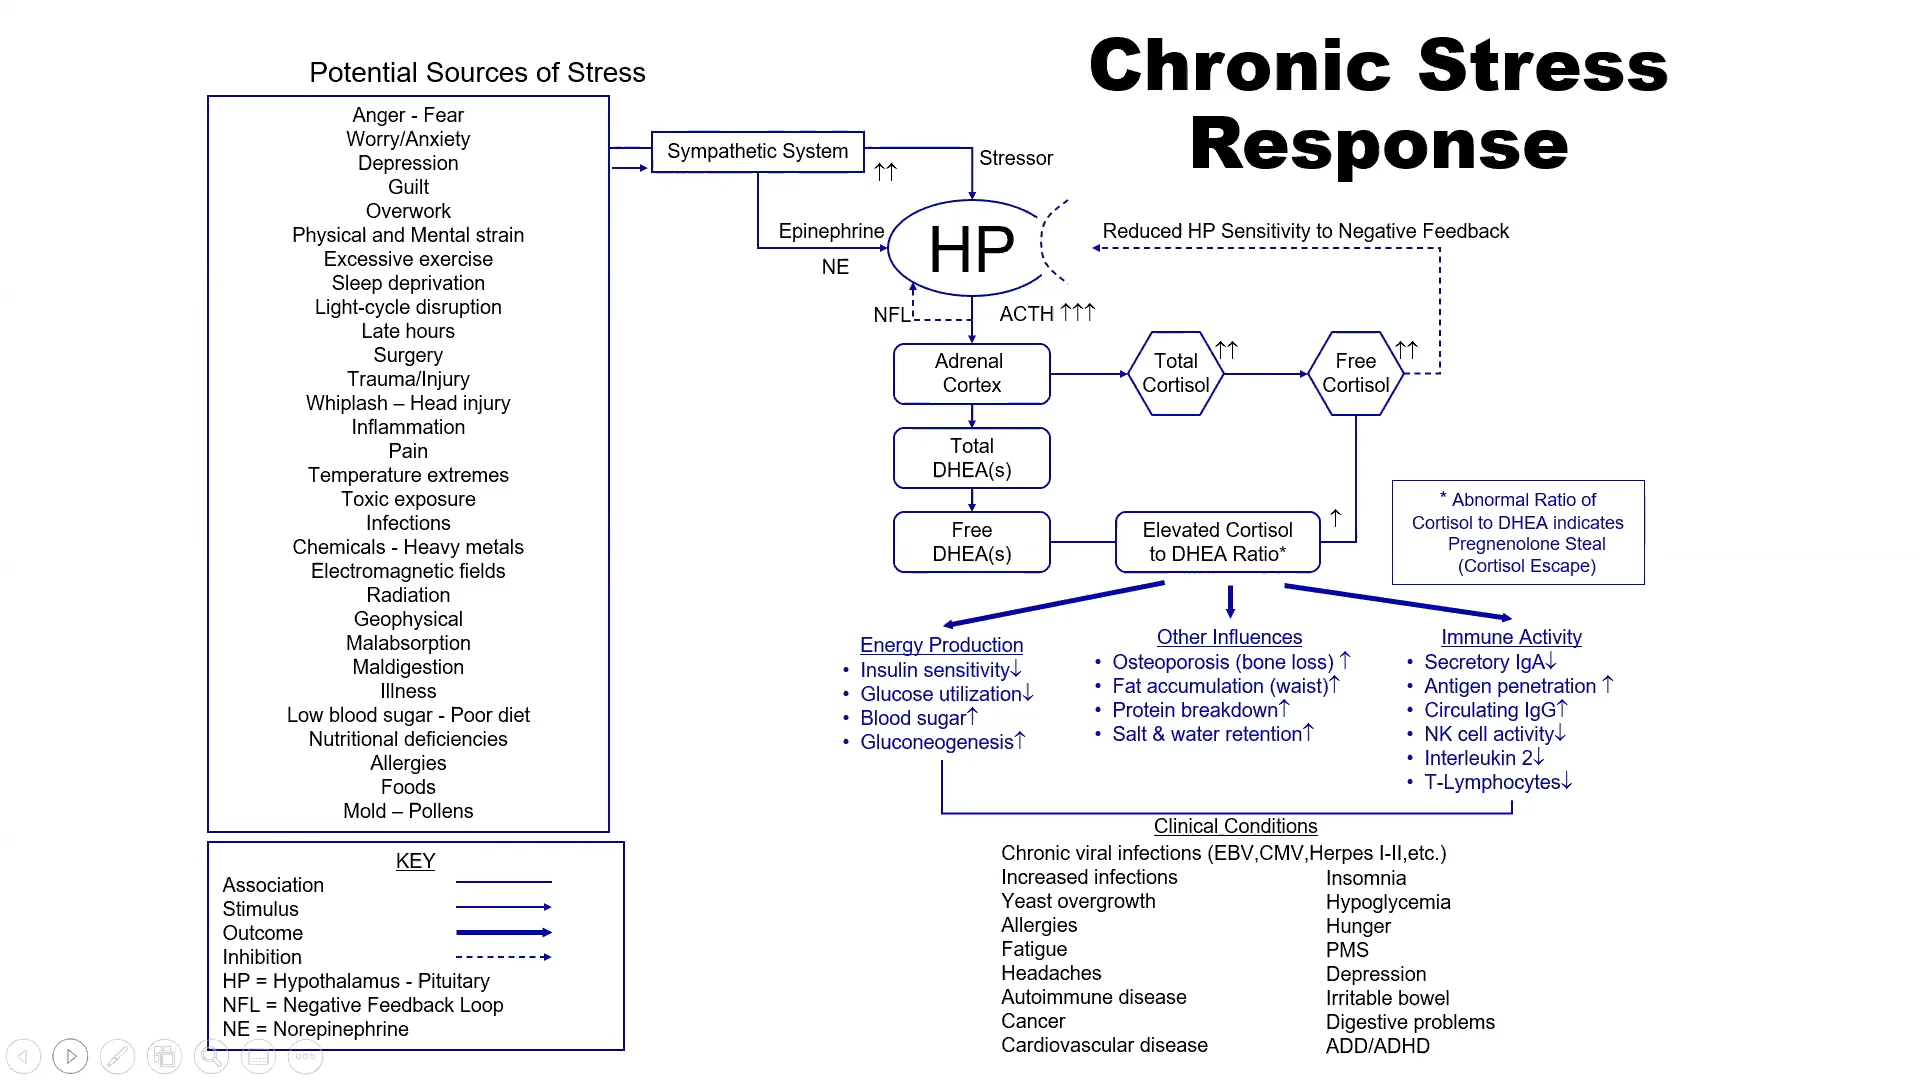 Chronic Stress
Response
Potential Sources of Stress
Anger - Fear
Worry/Anxiety
Depression
Guilt
Overwork
Physical and Mental strain
Excessive exercise
Sleep deprivation
Light-cycle disruption
Late hours
Surgery
Trauma/Injury
Whiplash – Head injury
Inflammation
Pain
Temperature extremes
Toxic exposure
Infections
Chemicals - Heavy metals
Electromagnetic fields
Radiation
Geophysical
Malabsorption
Maldigestion
Illness
Low blood sugar - Poor diet
Nutritional deficiencies
Allergies
Foods
Mold – Pollens
KEY
Association
Stimulus
Outcome
Inhibition
HP = Hypothalamus - Pituitary
NFL = Negative Feedback Loop
NE = Norepinephrine
Sympathetic System
↑↑
Stressor
Epinephrine
NE
HP
Reduced HP Sensitivity to Negative Feedback
NFL
ACTH ↑↑↑
Adrenal
Cortex
Total
Cortisol
↑↑
Free
Cortisol
↑↑
Total
DHEA(s)
Free
DHEA(s)
Elevated Cortisol
to DHEA Ratio*
↑
* Abnormal Ratio of
Cortisol to DHEA indicates
Pregnenolone Steal
(Cortisol Escape)
Energy Production
• Insulin sensitivity↓
• Glucose utilization↓
• Blood sugar↑
• Gluconeogenesis↑
Other Influences
• Osteoporosis (bone loss) ↑
• Fat accumulation (waist)↑
• Protein breakdown↑
• Salt & water retention↑
Immune Activity
• Secretory IgA↓
• Antigen penetration ↑
• Circulating IgG↑
• NK cell activity↓
• Interleukin 2↓
• T-Lymphocytes↓
Clinical Conditions
Chronic viral infections (EBV,CMV,Herpes I-II,etc.)
Increased infections
Yeast overgrowth
Allergies
Fatigue
Headaches
Autoimmune disease
Cancer
Cardiovascular disease
Insomnia
Hypoglycemia
Hunger
PMS
Depression
Irritable bowel
Digestive problems
ADD/ADHD